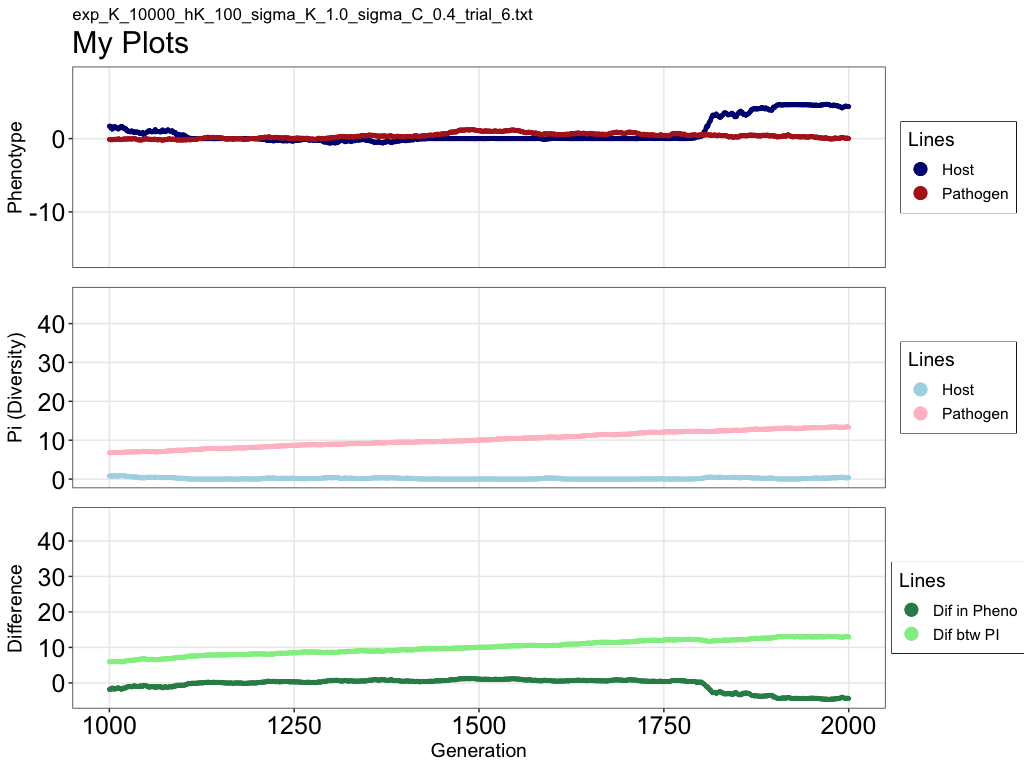 exp_K_10000_hK_100_sigma_K_1.0_sigma_C_0.4_trial_6.txt
My Plots
Phenotype
0
-10
Lines
Host
Pathogen
Pi (Diversity)
40
30
20
10
0
Lines
Host
Pathogen
Difference
40
30
20
10
0
Lines
Dif in Pheno
Dif btw PI
1000 1250 1500 1750 2000
Generation